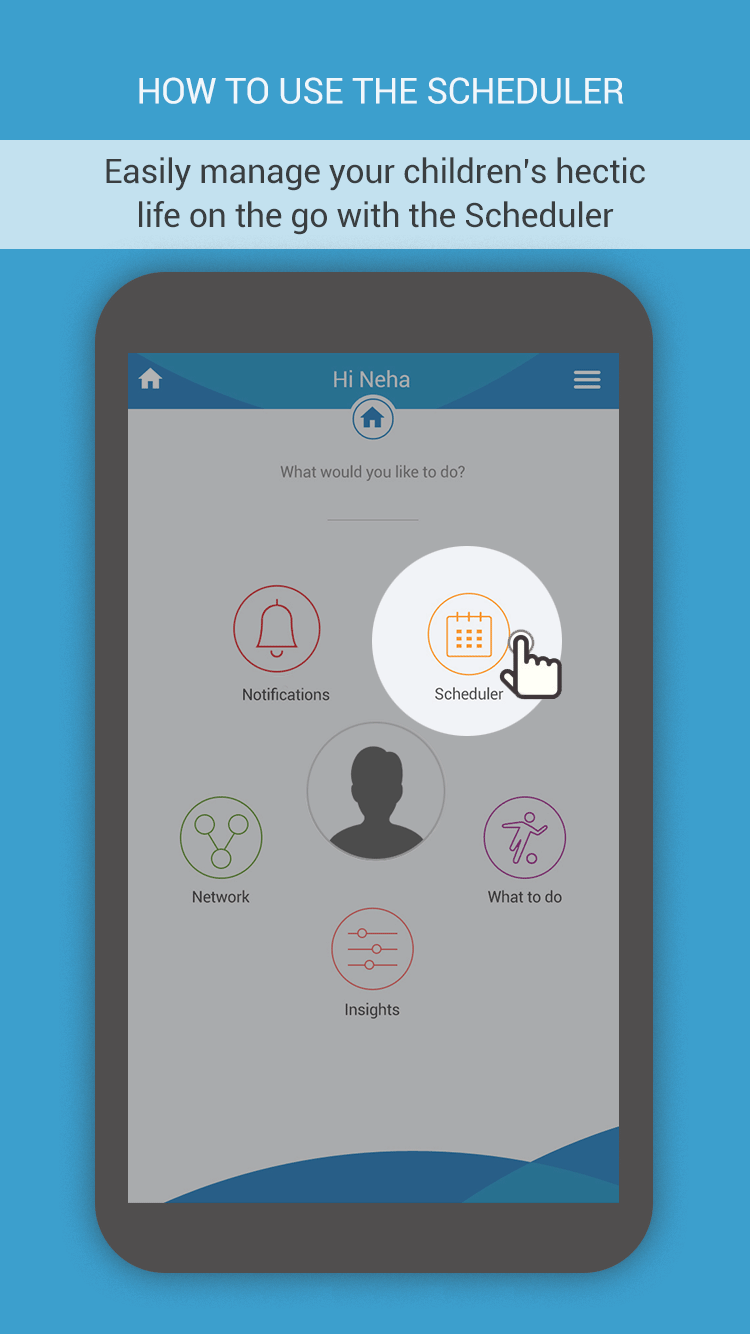 HOW TO USE THE SCHEDULER
Easily manage your children's hectic
life on the go with the Scheduler
Hi Neha
What would you like to do?
Notifications
Scheduler
Network
What to do
Insights